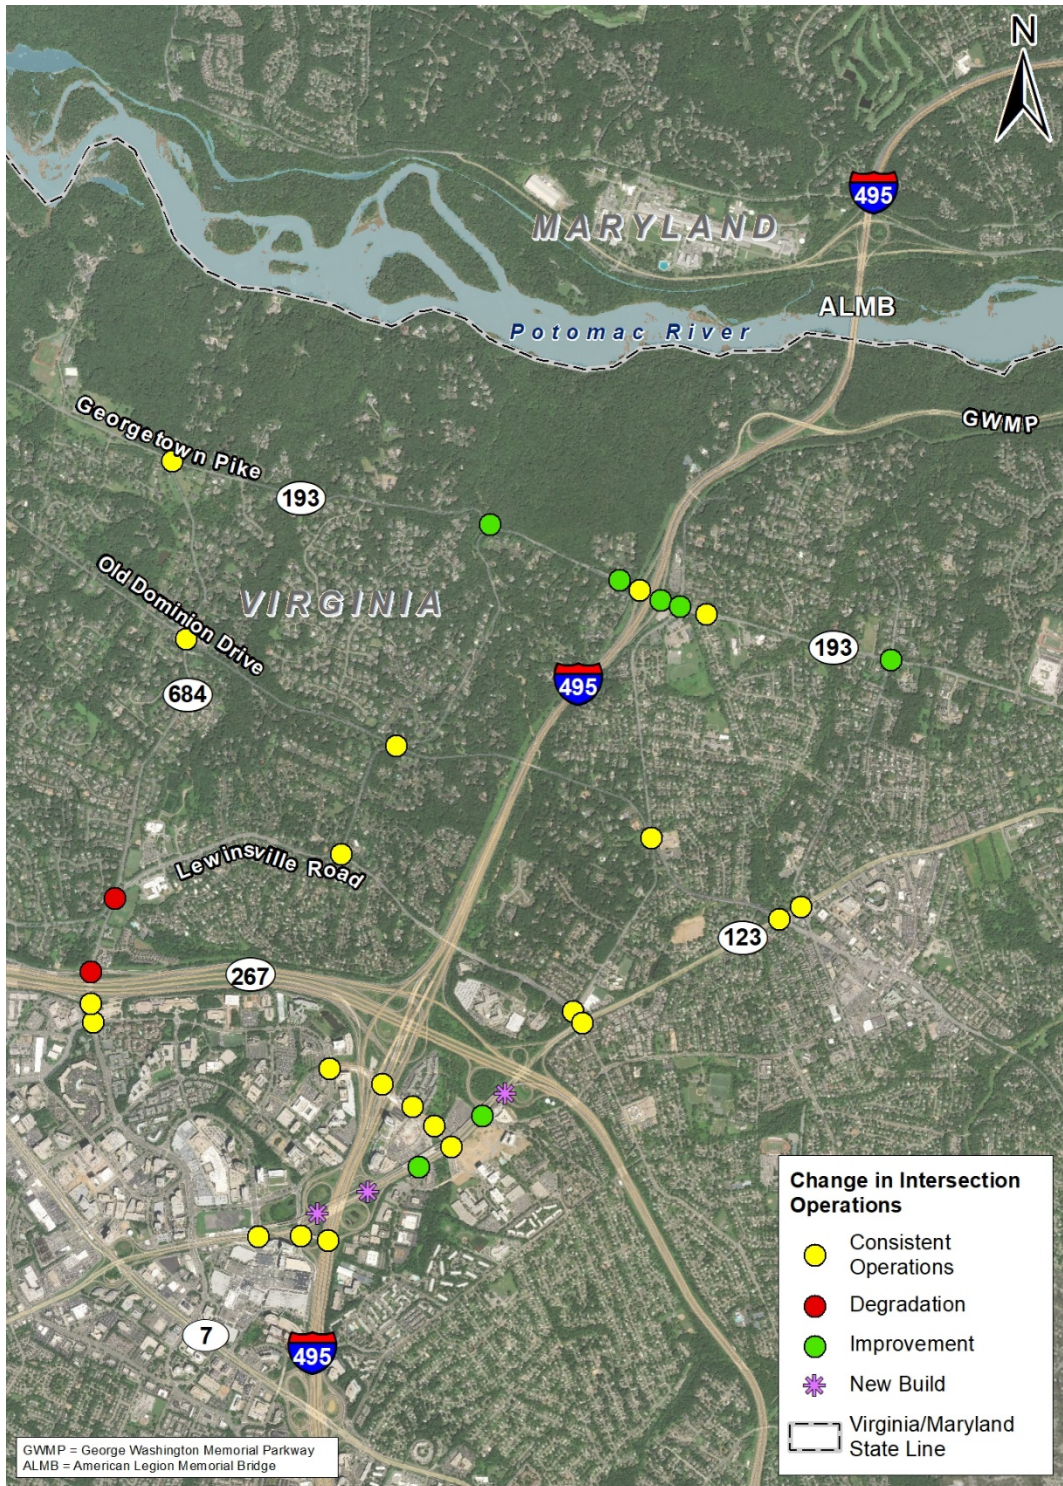 N
495
MARYLAND
ALMB
Potomac River
GWMP
Georgetown Pike
193
Old Dominion Drive
VIRGINIA
193
495
684
Lewinsville Road
123
267
7
495
Change in Intersection
Operations
Consistent
Operations
Degradation
Improvement
New Build
Virginia/Maryland
State Line
GWMP = George Washington Memorial Parkway
ALMB = American Legion Memorial Bridge